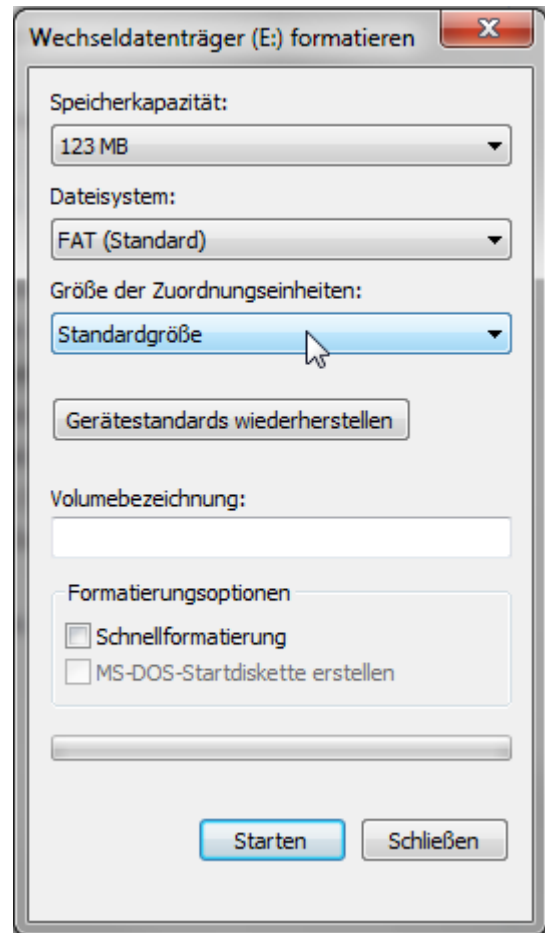 Wechseldatenträger (E:) formatieren
Speicherkapazität:
123 MB
Dateisystem:
FAT (Standard)
Größe der Zuordnungseinheiten:
Standardgröße
Gerätestandards wiederherstellen
Volumebezeichnung:
Formatierungsoptionen
Schnellformatierung
MS-DOS-Startdiskette erstellen
Starten Schließen